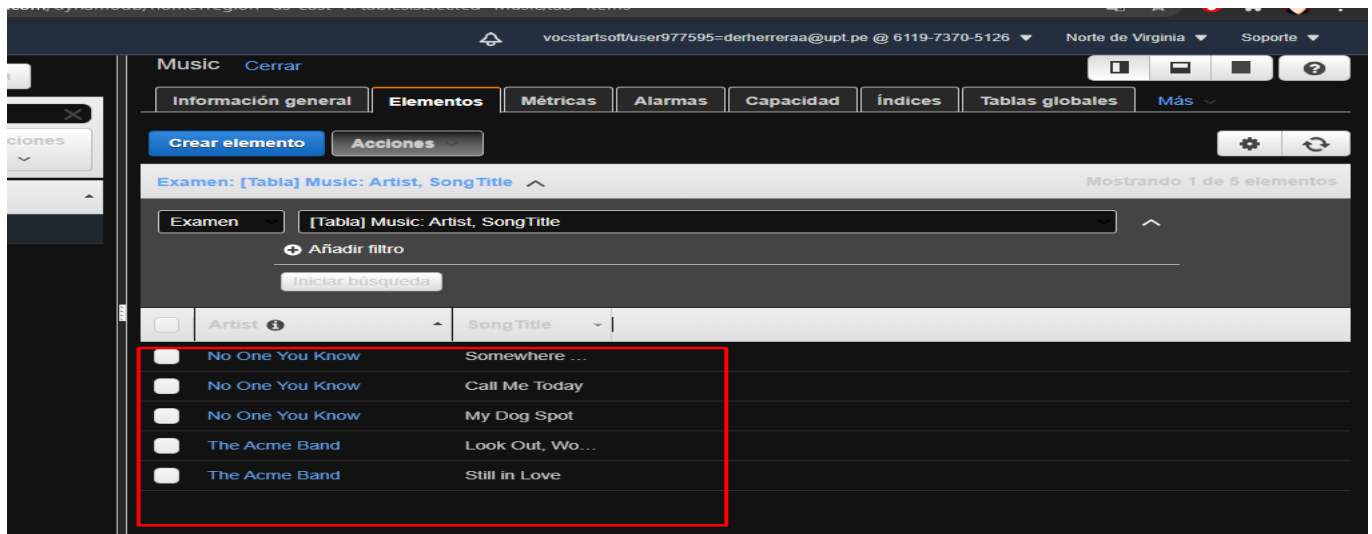 vocstartsoft/user977595=derherreraa@upt.pe @ 6119-7370-5126 Norte de Virginia Soporte
Music Cerrar
Información general Elementos Métricas Alarmas Capacidad Índices Tablas globales Más
ciones
Crear elemento Acciones
Examen: [Tabla] Music: Artist, SongTitle Mostrando 1 de 5 elementos
Examen [Tabla] Music: Artist, SongTitle
Añadir filtro
Iniciar búsqueda
Artist SongTitle
No One You Know Somewhere ...
No One You Know Call Me Today
No One You Know My Dog Spot
The Acme Band Look Out, Wo...
The Acme Band Still in Love